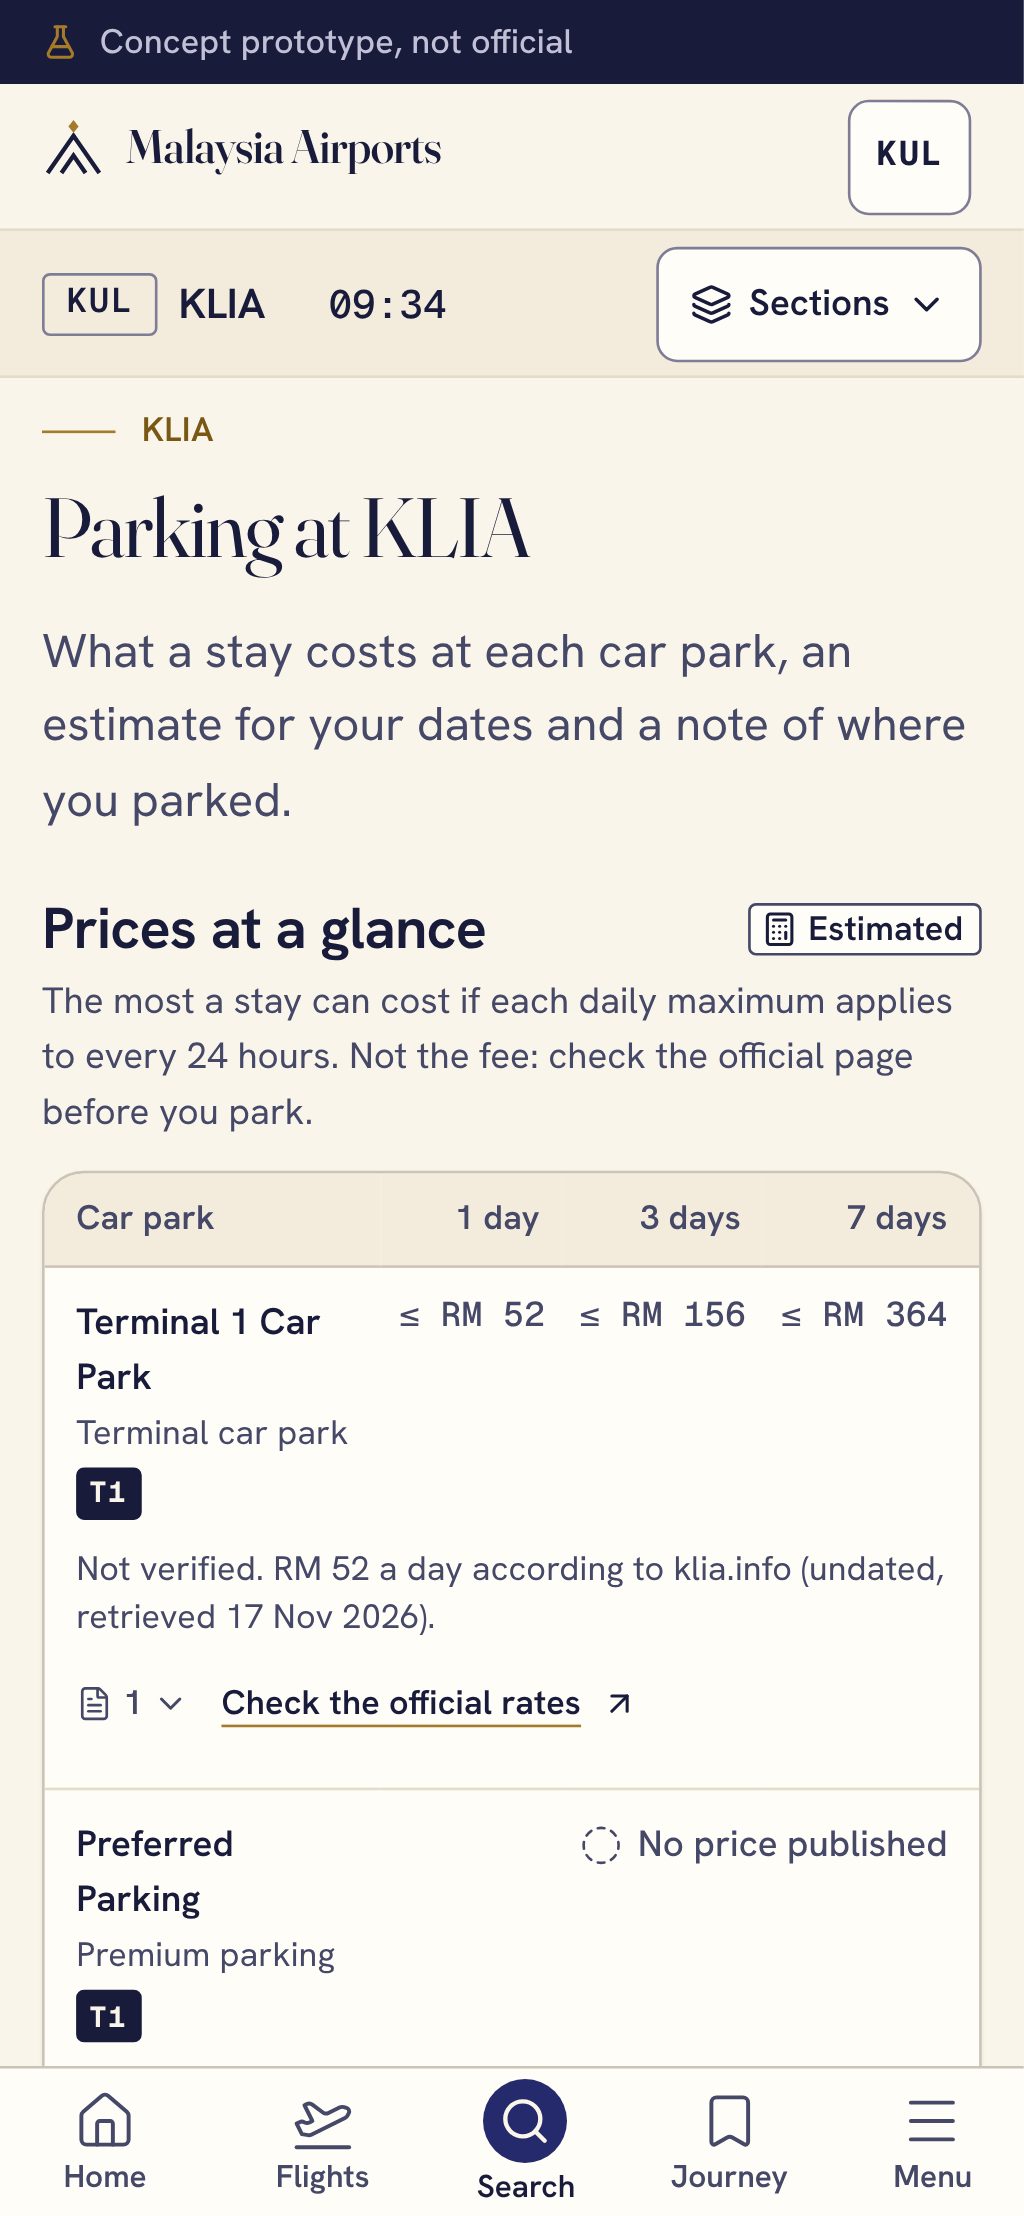 Concept prototype, not official
Malaysia Airports
KUL
KUL KLIA 09:34
Sections
KLIA
Parking at KLIA
What a stay costs at each car park, an
estimate for your dates and a note of where
you parked.
Prices at a glance
Estimated
The most a stay can cost if each daily maximum applies
to every 24 hours. Not the fee: check the official page
before you park.
Car park 1 day 3 days 7 days
Terminal 1 Car
Park
≤ RM 52 ≤ RM 156 ≤ RM 364
Terminal car park
T1
Not verified. RM 52 a day according to klia.info (undated,
retrieved 17 Nov 2026).
1
Check the official rates
Preferred
Parking
No price published
Premium parking
T1
Home Flights Search Journey Menu